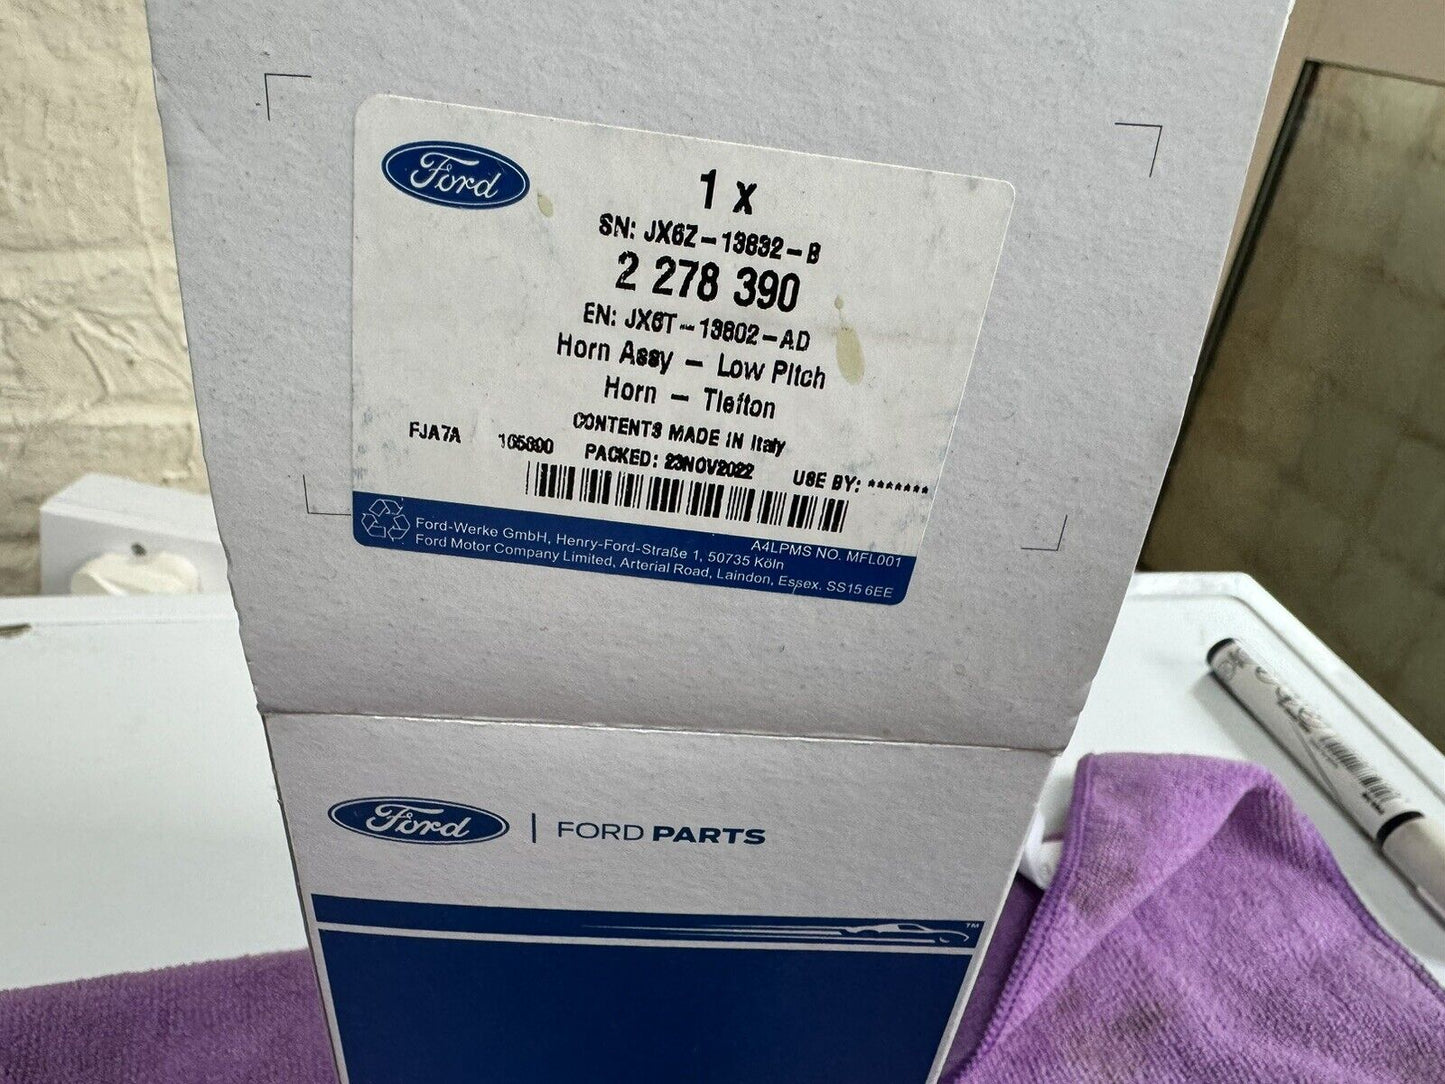 Ford
1 x
SN: JX6Z-13832-B
2 278 390
EN: JX6T-13802-AD
Horn Assy - Low Pitch
Horn - Tiefton
CONTENTS MADE IN Italy
FJA7A 165890 PACKED: 23NOV2022 USE BY: *******
A4LPMS NO. MFL001
Ford-Werke GmbH, Henry-Ford-Straße 1, 50735 Köln
Ford Motor Company Limited, Arterial Road, Laindon, Essex. SS15 6EE
Ford | FORD PARTS
TM